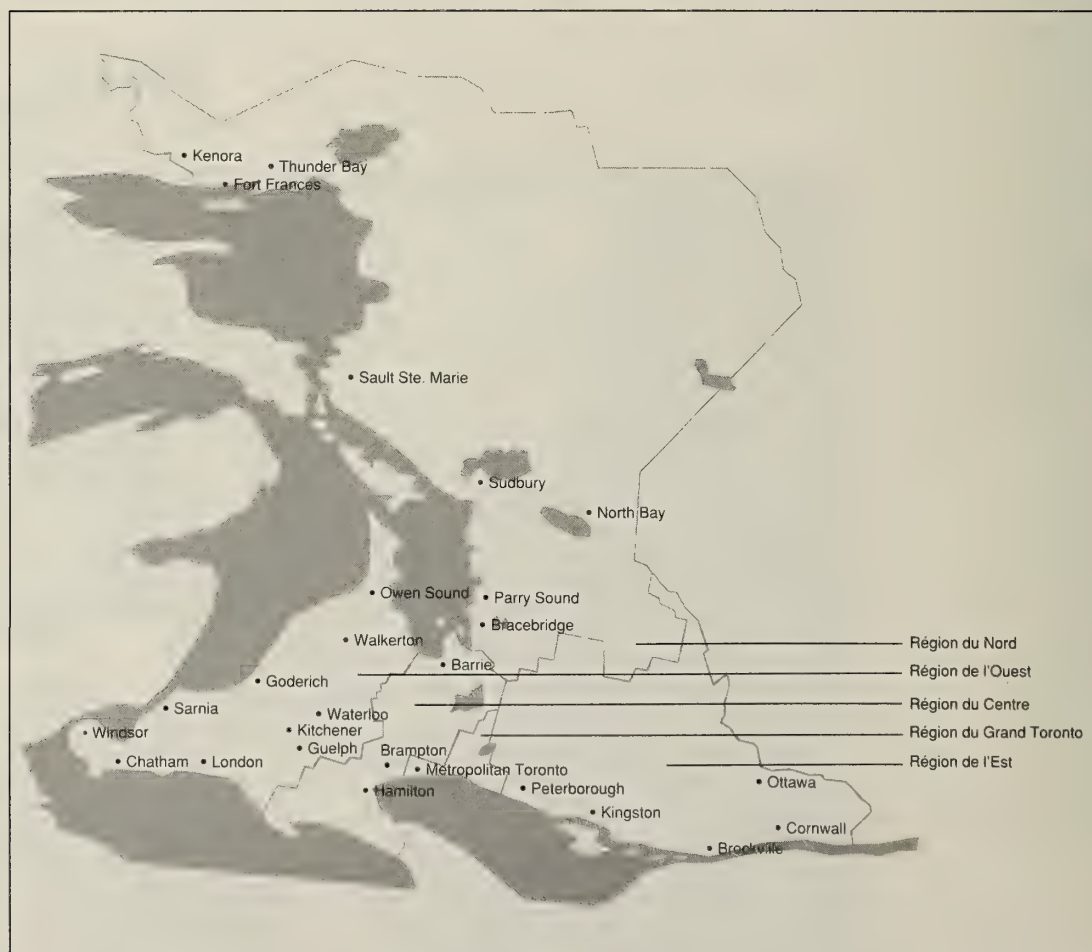 Kenora
Thunder Bay
Fort Frances
Sault Ste. Marie
Sudbury
North Bay
Owen Sound
Parry Sound
Bracebridge
Walkerton
Région du Nord
Barrie
Région de l'Ouest
Goderich
Sarnia
Région du Centre
Waterloo
Windsor
Kitchener
Région du Grand Toronto
Guelph
Brampton
Chatham
London
Metropolitan Toronto
Région de l'Est
Ottawa
Hamilton
Peterborough
Kingston
Cornwall
Brockville